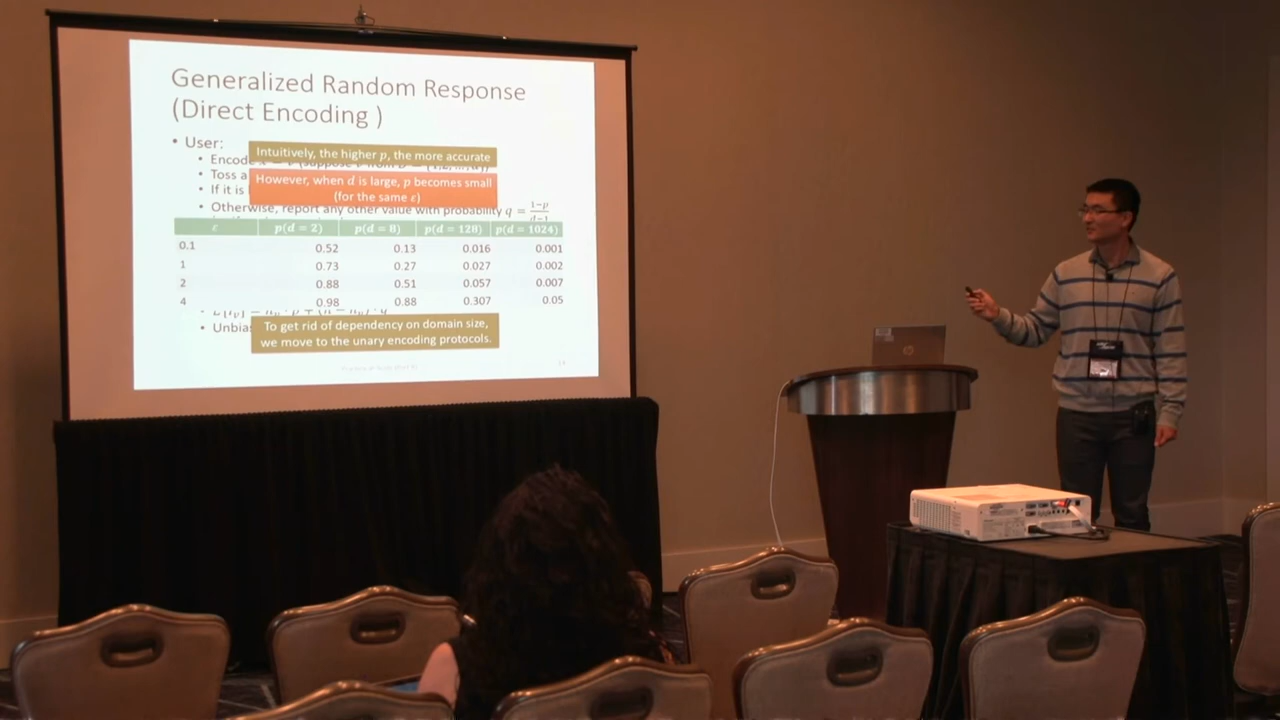 Generalized Random Response
(Direct Encoding )
• User:
Intuitively, the higher p, the more accurate
• Encode
• Toss a
However, when d is large, p becomes small
(for the same ε)
• If it is
• Otherwise, report any other value with probability q = 1−p
d−1
ε p(d = 2) p(d = 8) p(d = 128) p(d = 1024)
0.1 0.52 0.13 0.016 0.001
1 0.73 0.27 0.027 0.002
2 0.88 0.51 0.057 0.007
4 0.98 0.88 0.307 0.05
• Unbia
To get rid of dependency on domain size,
we move to the unary encoding protocols.
hp